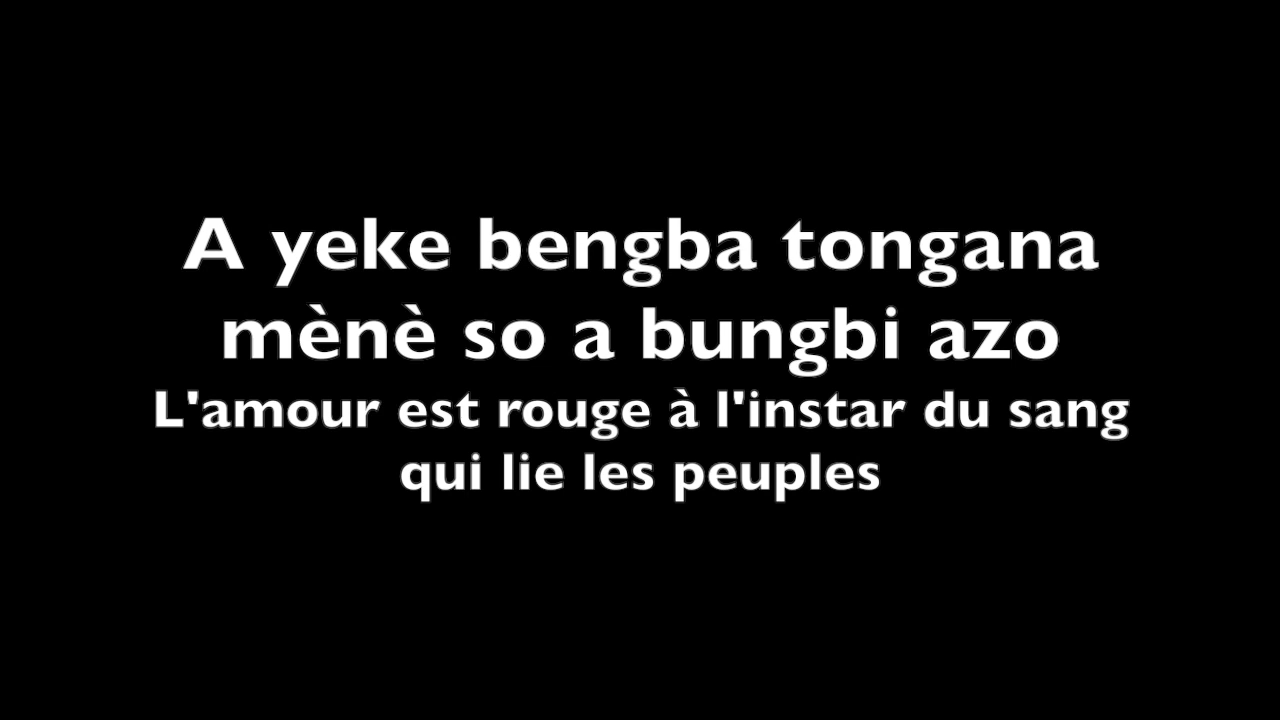 A yeke bengba tongana
mènè so a bungbi azo
L'amour est rouge à l'instar du sang
qui lie les peuples